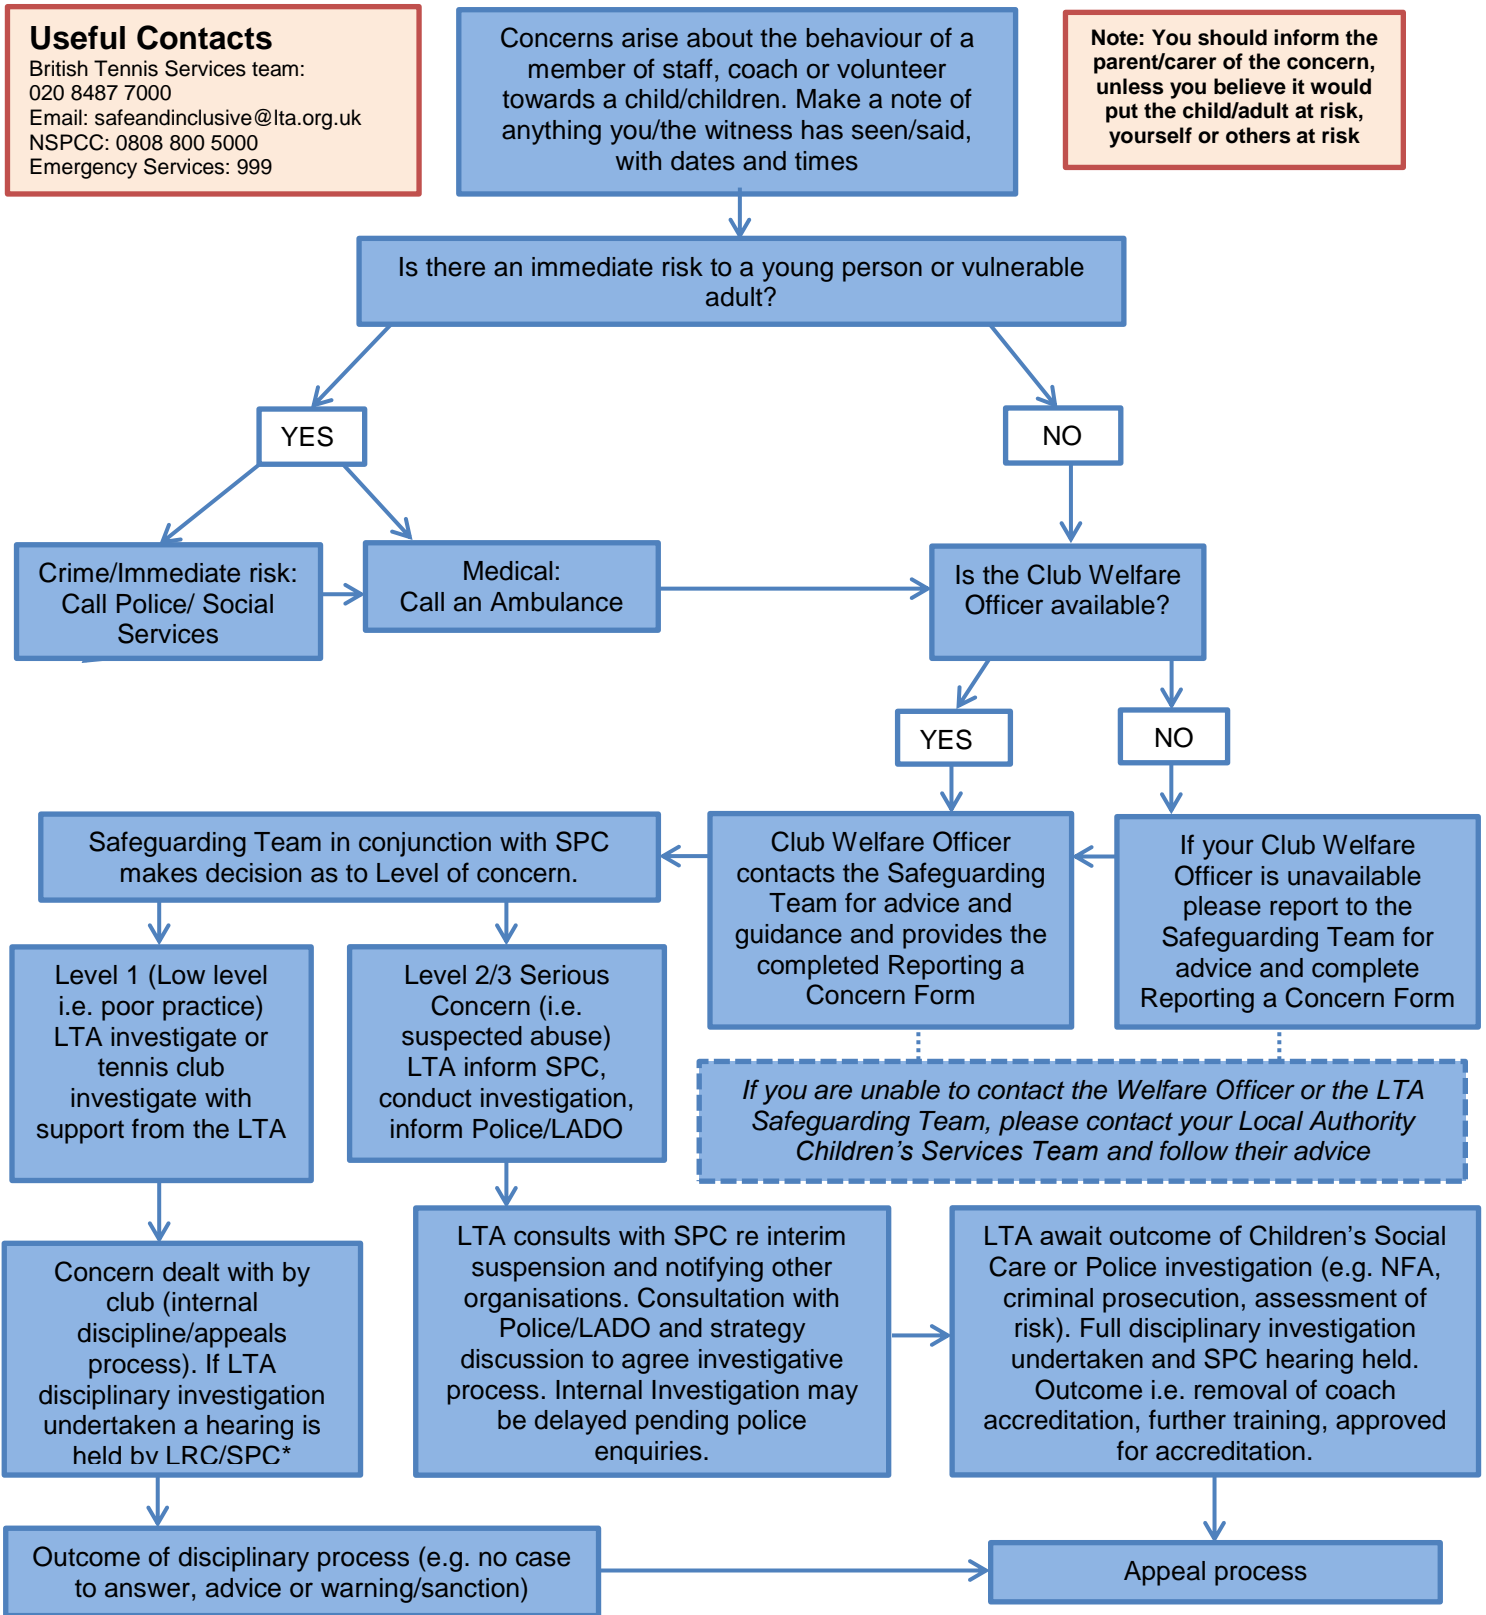 Useful Contacts
British Tennis Services team:
020 8487 7000
Email: safeandinclusive@lta.org.uk
NSPCC: 0808 800 5000
Emergency Services: 999
Concerns arise about the behaviour of a
member of staff, coach or volunteer
towards a child/children. Make a note of
anything you/the witness has seen/said,
with dates and times
Note: You should inform the
parent/carer of the concern,
unless you believe it would
put the child/adult at risk,
yourself or others at risk
Is there an immediate risk to a young person or vulnerable
adult?
YES
NO
Crime/Immediate risk:
Call Police/ Social
Services
Medical:
Call an Ambulance
Is the Club Welfare
Officer available?
YES
NO
Safeguarding Team in conjunction with SPC
makes decision as to Level of concern.
Club Welfare Officer
contacts the Safeguarding
Team for advice and
guidance and provides the
completed Reporting a
Concern Form
If your Club Welfare
Officer is unavailable
please report to the
Safeguarding Team for
advice and complete
Reporting a Concern Form
Level 1 (Low level
i.e. poor practice)
LTA investigate or
tennis club
investigate with
support from the LTA
Level 2/3 Serious
Concern (i.e.
suspected abuse)
LTA inform SPC,
conduct investigation,
inform Police/LADO
If you are unable to contact the Welfare Officer or the LTA
Safeguarding Team, please contact your Local Authority
Children’s Services Team and follow their advice
Concern dealt with by
club (internal
discipline/appeals
process). If LTA
disciplinary investigation
undertaken a hearing is
held by LRC/SPC*
LTA consults with SPC re interim
suspension and notifying other
organisations. Consultation with
Police/LADO and strategy
discussion to agree investigative
process. Internal Investigation may
be delayed pending police
enquiries.
LTA await outcome of Children’s Social
Care or Police investigation (e.g. NFA,
criminal prosecution, assessment of
risk). Full disciplinary investigation
undertaken and SPC hearing held.
Outcome i.e. removal of coach
accreditation, further training, approved
for accreditation.
Outcome of disciplinary process (e.g. no case
to answer, advice or warning/sanction)
Appeal process